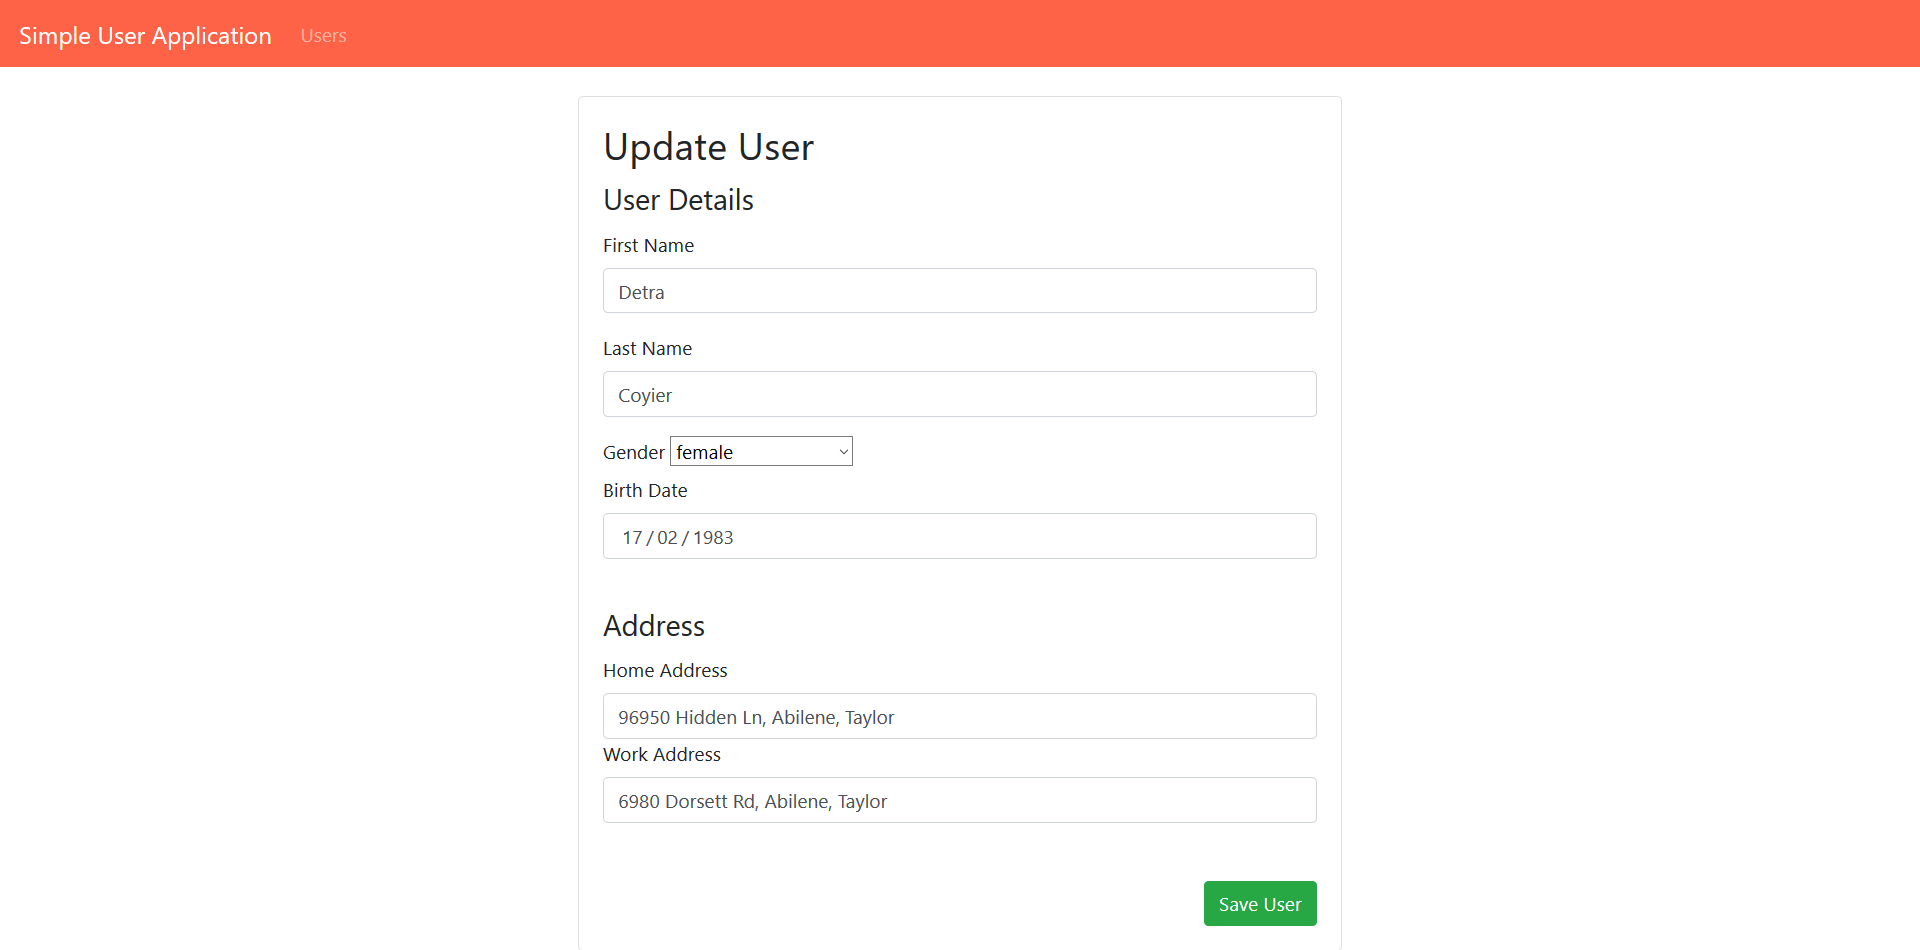 Simple User Application Users
Update User
User Details
First Name
Detra
Last Name
Coyier
Gender female
Birth Date
17 / 02 / 1983
Address
Home Address
96950 Hidden Ln, Abilene, Taylor
Work Address
6980 Dorsett Rd, Abilene, Taylor
Save User